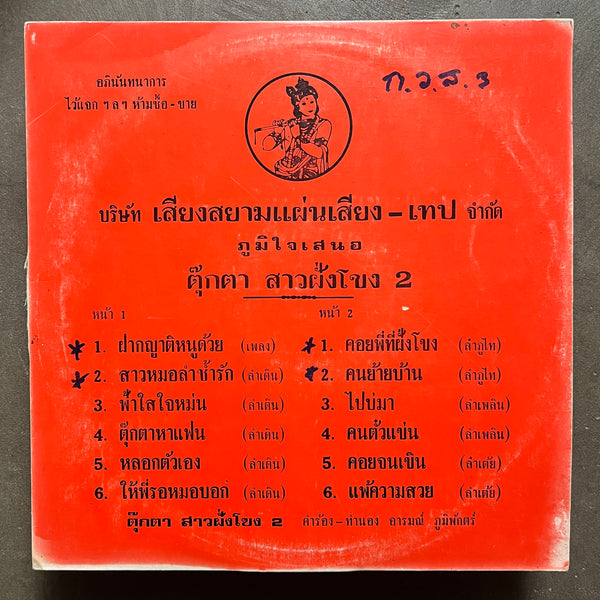 อภินันทนาการ
ไว้แจก ฯลฯ ห้ามซื้อ-ขาย
ก.ว.ส. 3
บริษัท เสียงสยามแผ่นเสียง-เทป จำกัด
ภูมิใจเสนอ
ตุ๊กตา สาวฝั่งโขง 2
หน้า 1
1. ฝากญาติหนูด้วย (เพลง)
2. สาวหมอลำช้ำรัก (ลำเดิน)
3. ฟ้าใสใจหม่น (ลำเดิน)
4. ตุ๊กตาหาแฟน (ลำเดิน)
5. หลอกตัวเอง (ลำเดิน)
6. ให้พี่รอหมอบอก (ลำเดิน)
หน้า 2
1. คอยพี่ที่ฝั่งโขง (ลำภูไท)
2. คนย้ายบ้าน (ลำภูไท)
3. ไปบ่มา (ลำเพลิน)
4. คนตั๋วแข่น (ลำเพลิน)
5. คอยจนเขิน (ลำเต้ย)
6. แพ้ความสวย (ลำเต้ย)
ตุ๊กตา สาวฝั่งโขง 2 คำร้อง-ทำนอง อารมณ์ ภูมิพักตร์